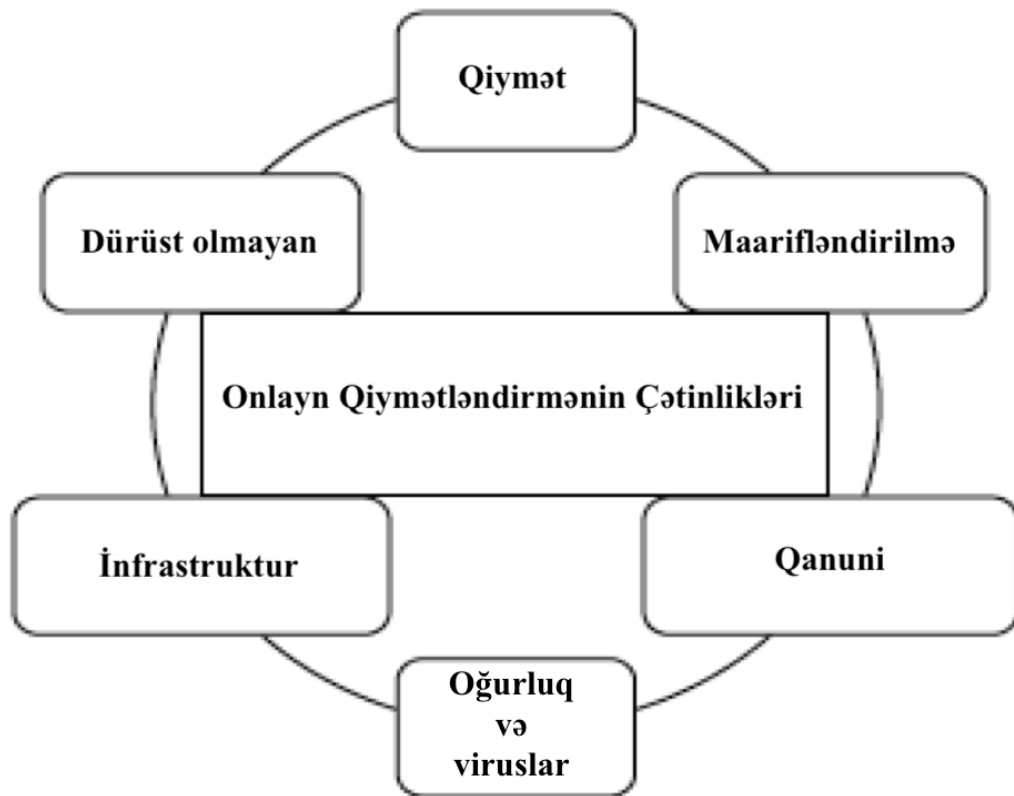 Qiymət
Dürüst olmayan
Maarifləndirilmə
Onlayn Qiymətləndirmənin Çətinlikləri
İnfrastruktur
Qanuni
Oğurluq
və
viruslar